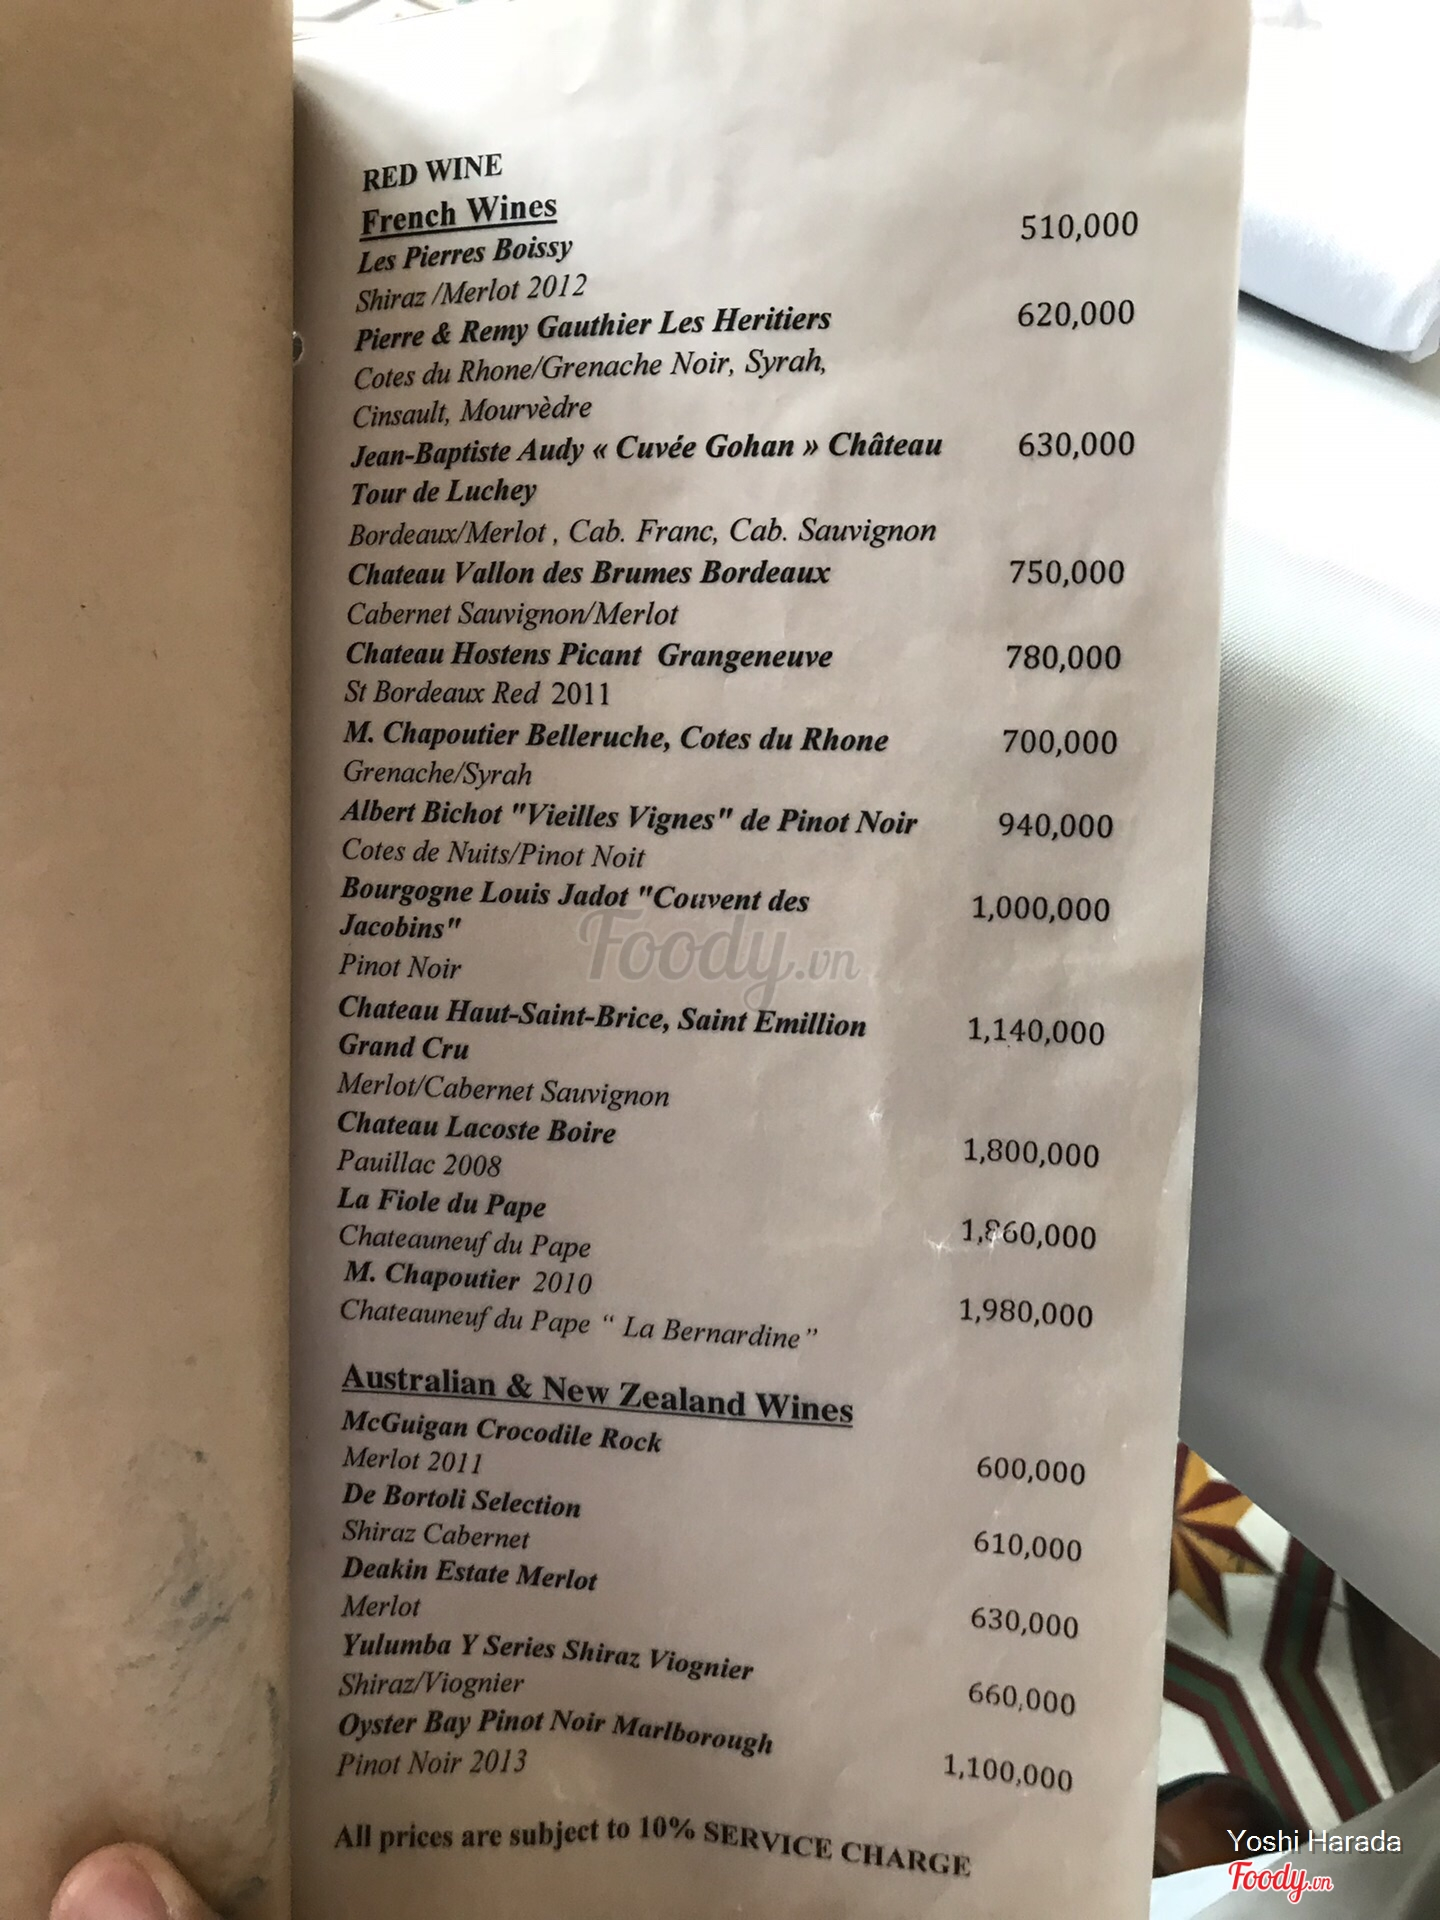 RED WINE
French Wines
Les Pierres Boissy 510,000
Shiraz /Merlot 2012
Pierre & Remy Gauthier Les Heritiers 620,000
Cotes du Rhone/Grenache Noir, Syrah,
Cinsault, Mourvèdre
Jean-Baptiste Audy « Cuvée Gohan » Château 630,000
Tour de Luchey
Bordeaux/Merlot , Cab. Franc, Cab. Sauvignon
Chateau Vallon des Brumes Bordeaux 750,000
Cabernet Sauvignon/Merlot
Chateau Hostens Picant Grangeneuve 780,000
St Bordeaux Red 2011
M. Chapoutier Belleruche, Cotes du Rhone 700,000
Grenache/Syrah
Albert Bichot "Vieilles Vignes" de Pinot Noir 940,000
Cotes de Nuits/Pinot Noit
Bourgogne Louis Jadot "Couvent des 1,000,000
Jacobins"
Foody.vn
Pinot Noir
Chateau Haut-Saint-Brice, Saint Emillion 1,140,000
Grand Cru
Merlot/Cabernet Sauvignon
Chateau Lacoste Boire 1,800,000
Pauillac 2008
La Fiole du Pape 1,860,000
Chateauneuf du Pape
M. Chapoutier 2010 1,980,000
Chateauneuf du Pape “ La Bernardine”
Australian & New Zealand Wines
McGuigan Crocodile Rock 600,000
Merlot 2011
De Bortoli Selection 610,000
Shiraz Cabernet
Deakin Estate Merlot 630,000
Merlot
Yulumba Y Series Shiraz Viognier 660,000
Shiraz/Viognier
Oyster Bay Pinot Noir Marlborough 1,100,000
Pinot Noir 2013
All prices are subject to 10% SERVICE CHARGE
Yoshi Harada
Foody.vn